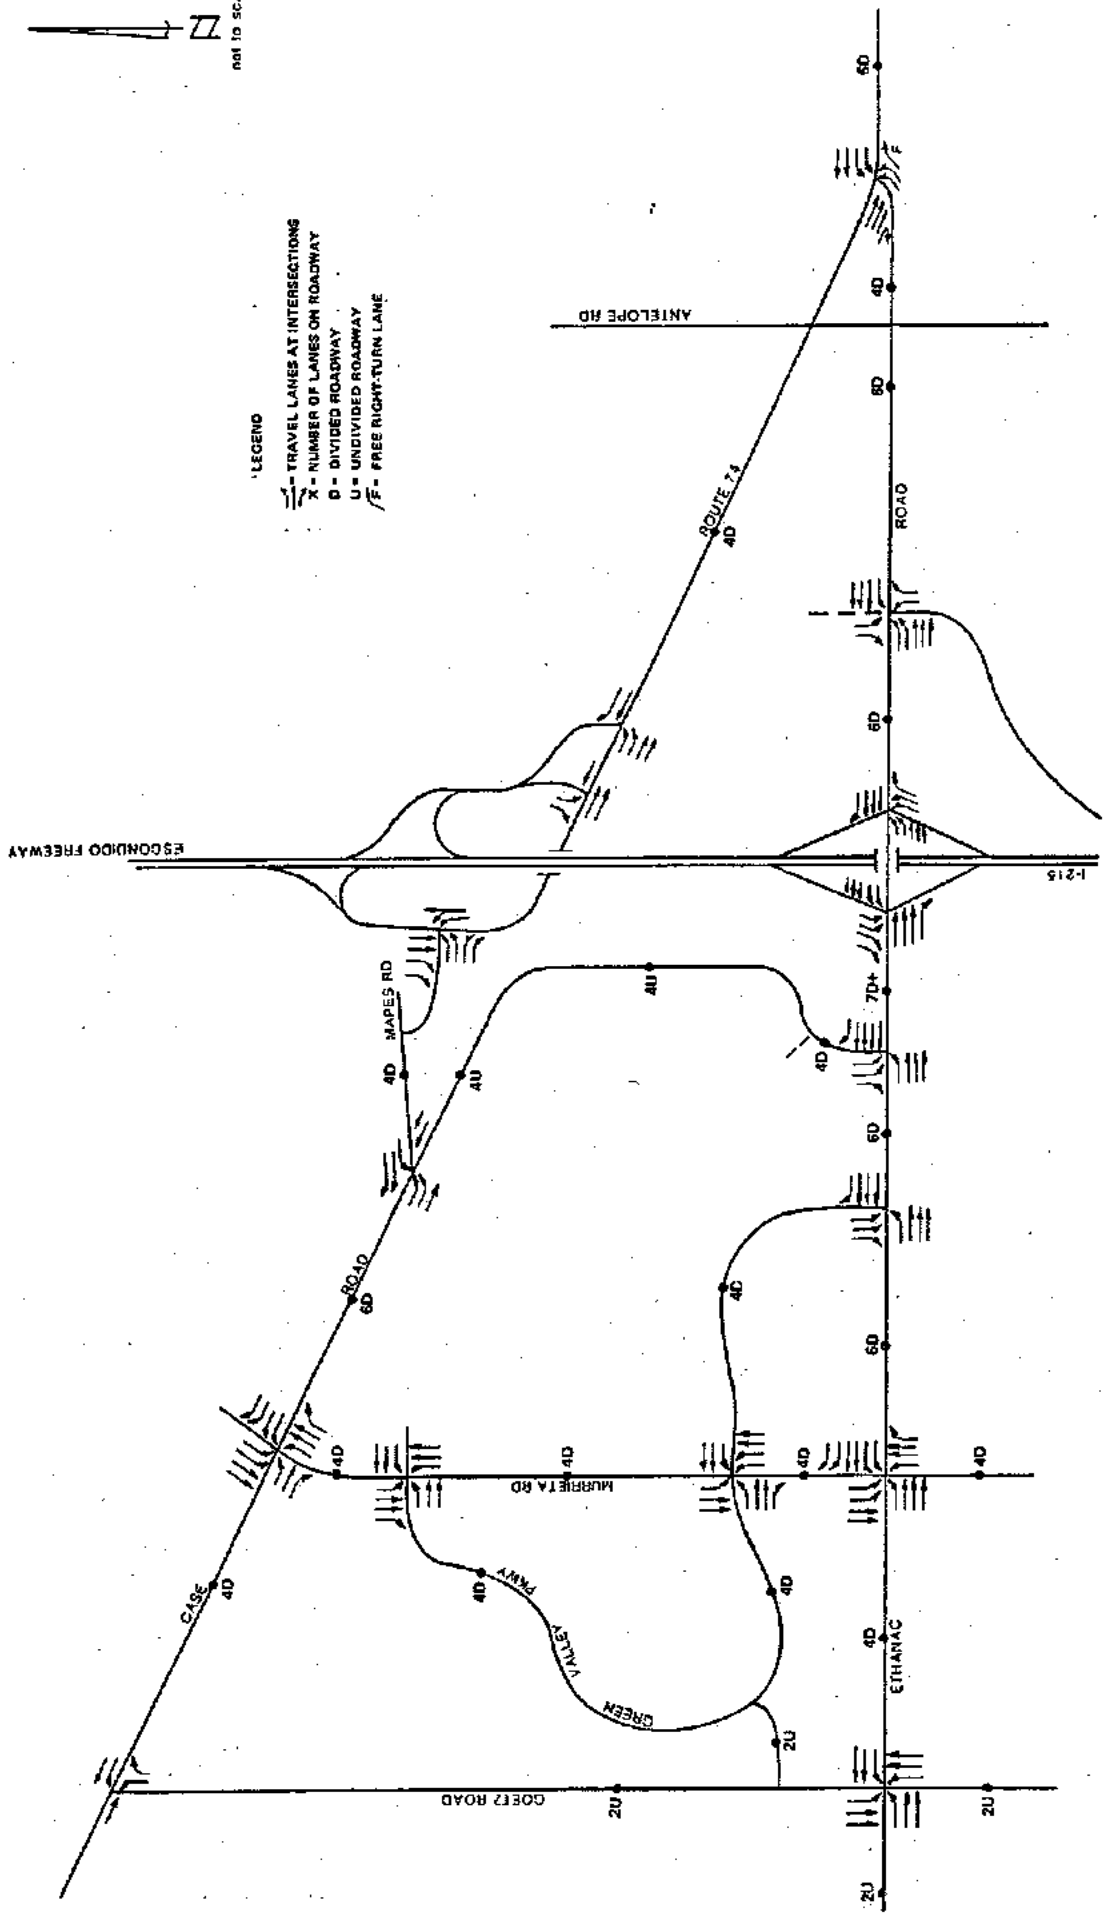 not to sc
LEGEND
= TRAVEL LANES AT INTERSECTIONS
X = NUMBER OF LANES ON ROADWAY
D = DIVIDED ROADWAY
U = UNDIVIDED ROADWAY
F = FREE RIGHT-TURN LANE
ESCONDIDO FREEWAY
I-215
ANTELOPE RD
ROUTE 74
4D
6D
F
4D
6D
ROAD
6D
7D+
4D
6D
6D
4U
4U
MAPES RD
4D
ROAD
6D
CASE
4D
4D
4D
MURRIETA RD
4D
4D
4D
4D
GREEN
VALLEY
PKWY
4D
2U
GOETZ ROAD
2U
2U
4D
ETHANAC
2U